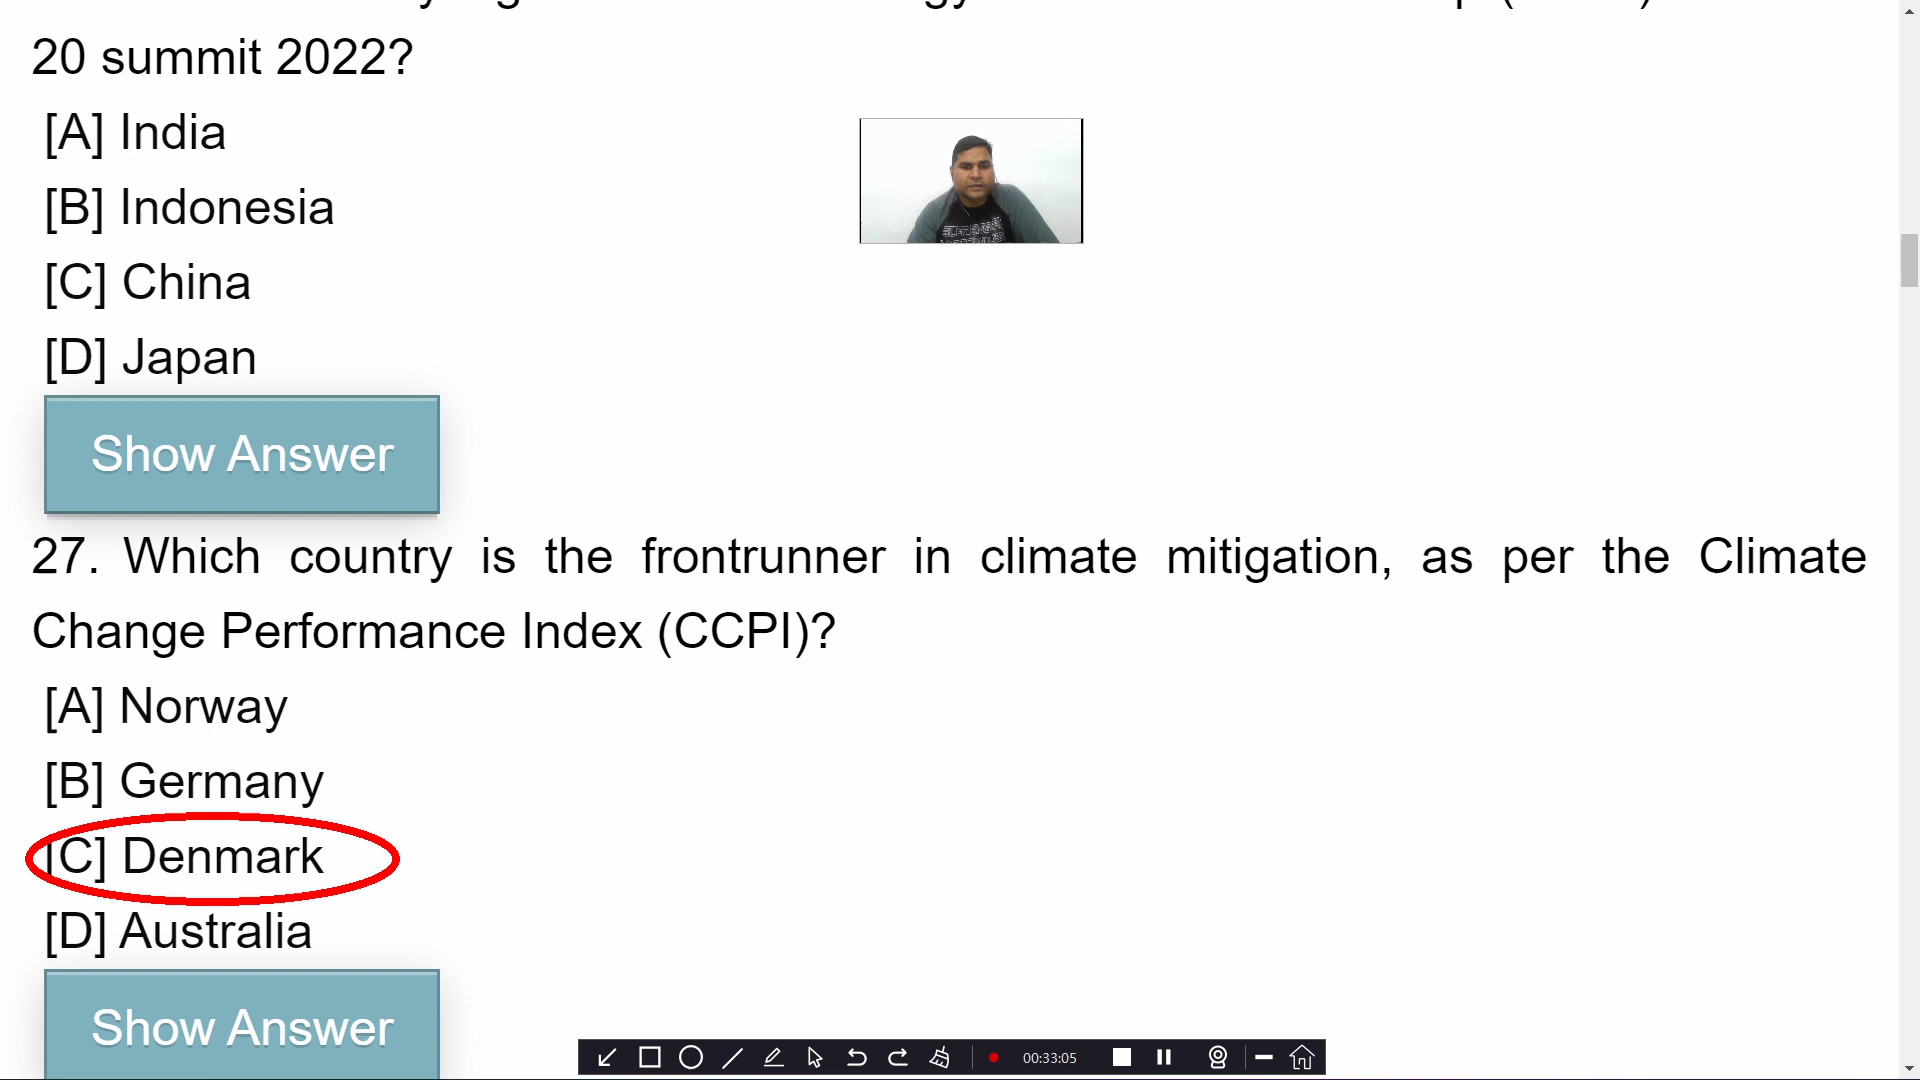 20 summit 2022?
[A] India
[B] Indonesia
[C] China
[D] Japan
Show Answer
27. Which country is the frontrunner in climate mitigation, as per the Climate
Change Performance Index (CCPI)?
[A] Norway
[B] Germany
[C] Denmark
[D] Australia
Show Answer
00:33:05